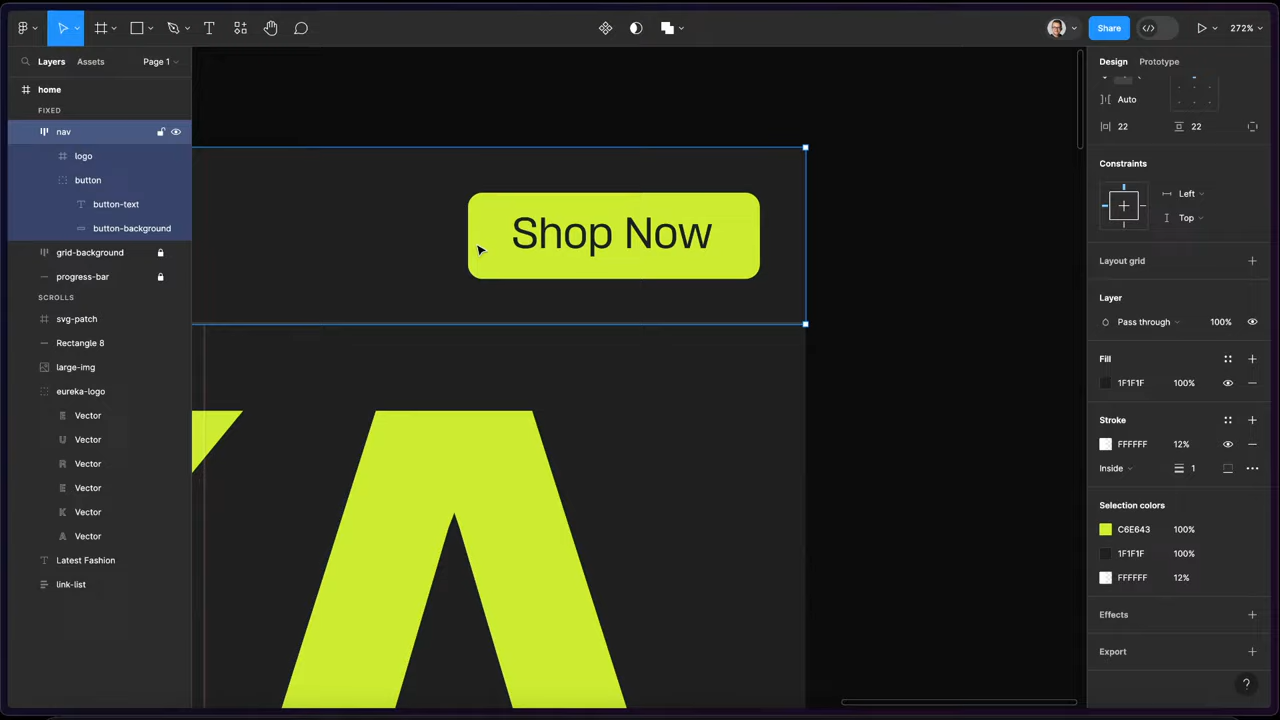 Share
272%
Layers
Assets
Page 1
Design
Prototype
home
FIXED
nav
logo
button
button-text
button-background
grid-background
progress-bar
SCROLLS
svg-patch
Rectangle 8
large-img
eureka-logo
Vector
Vector
Vector
Vector
Vector
Vector
Latest Fashion
link-list
Shop Now
Auto
22
22
Constraints
Left
Top
Layout grid
Layer
Pass through
100%
Fill
1F1F1F
100%
Stroke
FFFFFF
12%
Inside
1
Selection colors
C6E643
100%
1F1F1F
100%
FFFFFF
12%
Effects
Export
?